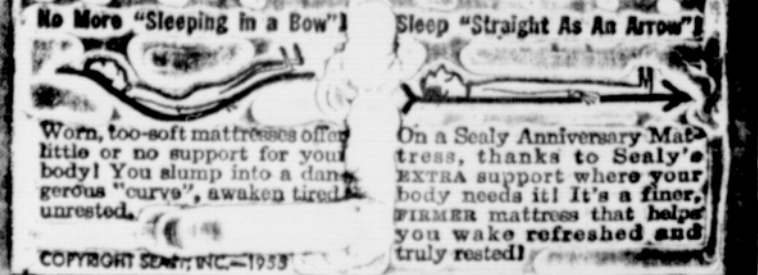 No More "Sleeping in a Bow"!
Worn, too-soft mattresses offer
little or no support for your
body! You slump into a dan-
gerous "curve", awaken tired,
unrested.
COPYRIGHT SEALY, INC.—1953
Sleep "Straight As An Arrow"!
On a Sealy Anniversary Mat-
tress, thanks to Sealy's
EXTRA support where your
body needs it! It's a finer,
FIRMER mattress that helps
you wake refreshed and
truly rested!